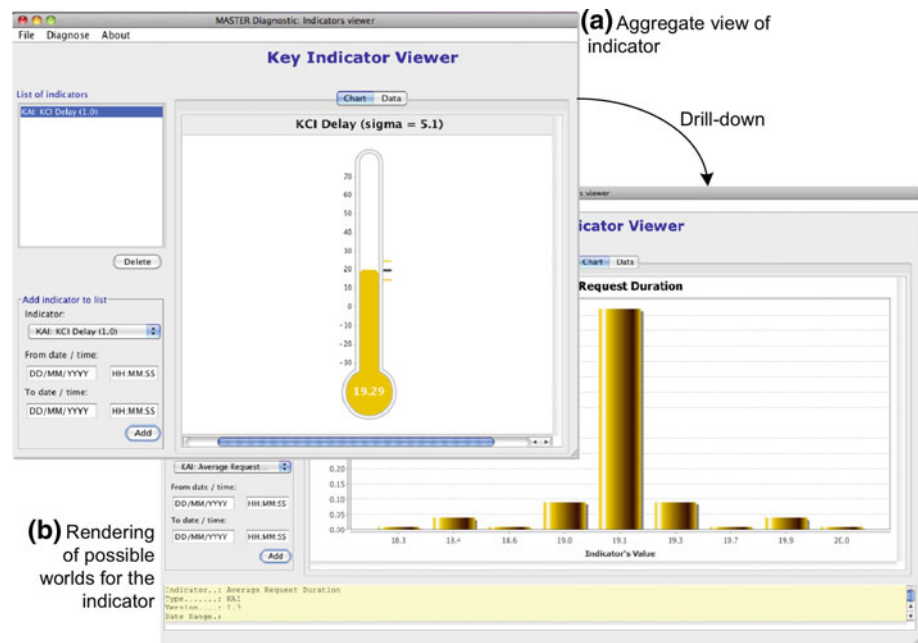 MASTER Diagnostic: Indicators viewer
File Diagnose About
Key Indicator Viewer
List of indicators
KAI: KCI Delay (1.0)
Delete
Add indicator to list
Indicator:
KAI: KCI Delay (1.0)
From date / time:
DD/MM/YYYY HH:MM:SS
To date / time:
DD/MM/YYYY HH:MM:SS
Add
Chart Data
KCI Delay (sigma = 5.1)
70
60
50
40
30
20
10
0
-10
-20
-30
19.29
(a) Aggregate view of
indicator
Drill-down
viewer
icator Viewer
Chart Data
Request Duration
0.20
0.15
0.10
0.05
0.00
18.3 18.4 18.6 19.0 19.1 19.3 19.7 19.9 20.0
Indicator's Value
KAI: Average Request...
From date / time:
DD/MM/YYYY HH:MM:SS
To date / time:
DD/MM/YYYY HH:MM:SS
Add
(b) Rendering
of possible
worlds for the
indicator
Indicator..: Average Request Duration
Type.......: KAI
Version....: 1.3
Date Range.: